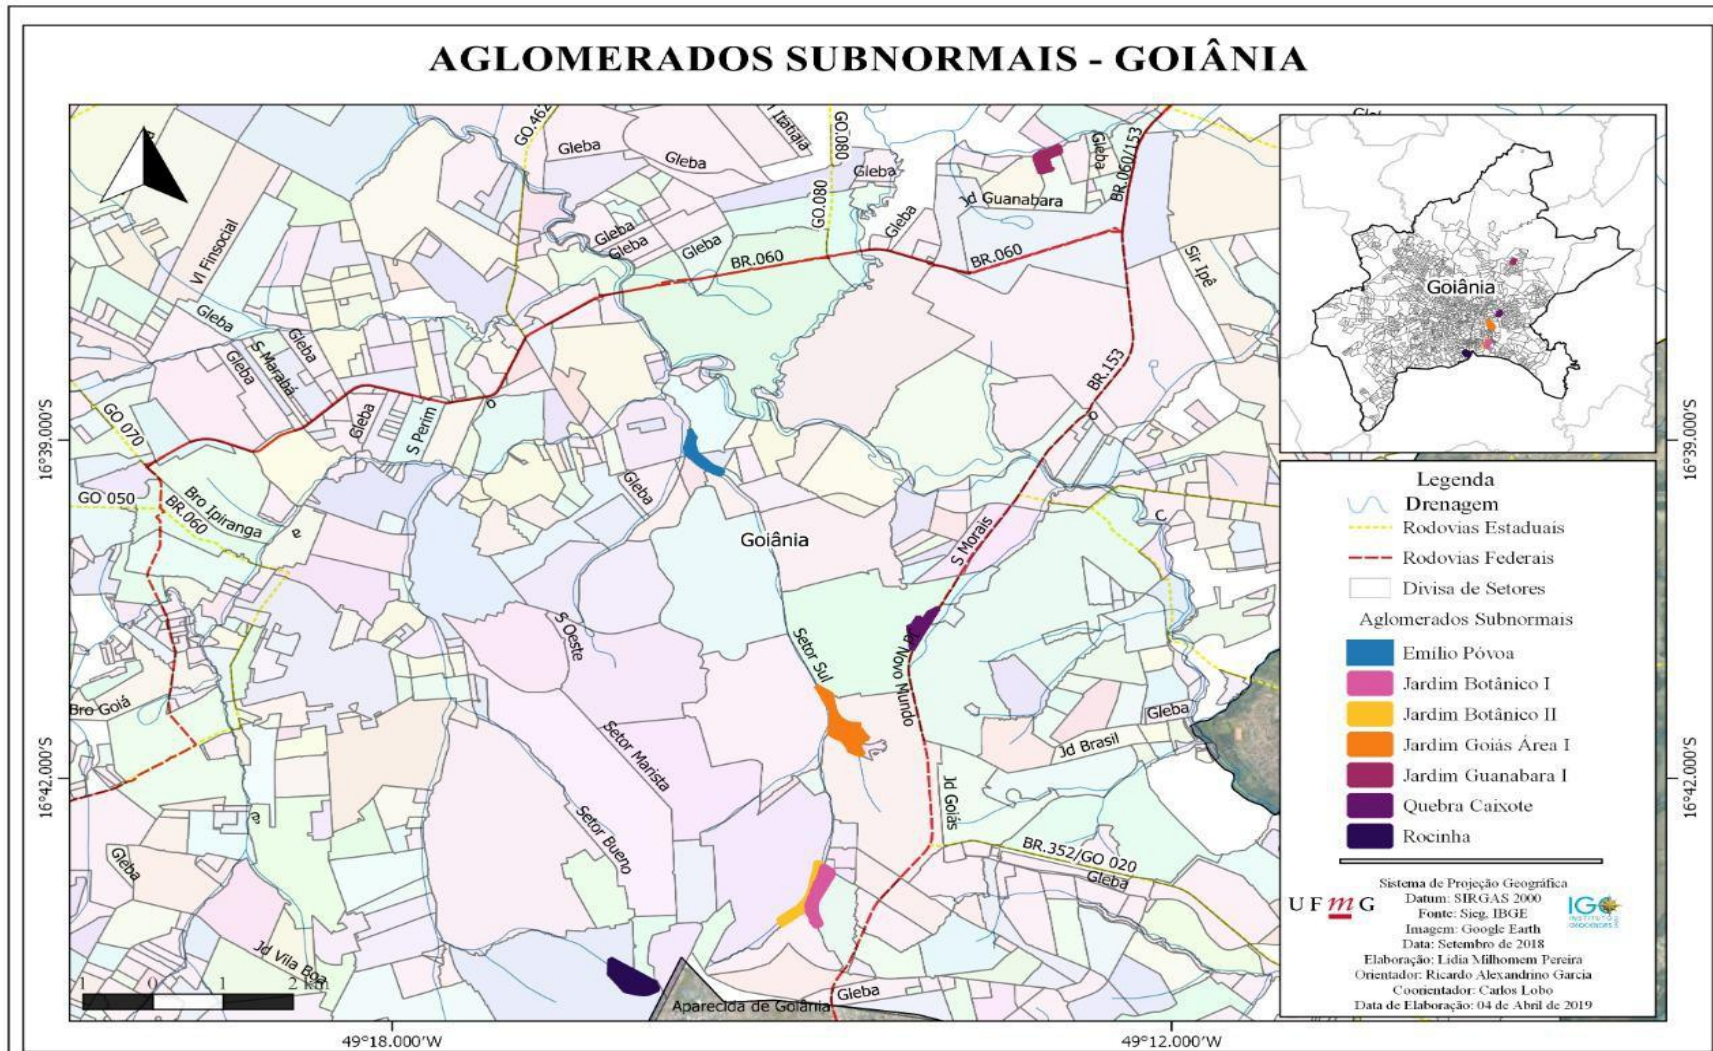 AGLOMERADOS SUBNORMAIS - GOIÂNIA
GO.462
Gleba
Gleba
Itatiaia
GO.080
GO.080
Gleba
Gleba
BR.060/153
Jd Guanabara
Gleba
Gleba
Gleba
Gleba
BR.060
BR.060
Sir Ipê
Vl Finsocial
Gleba
Gleba
S Marabá
Gleba
Gleba
S Perim
BR.153
GO 070
GO 050
BR.060
Bro Ipiranga
Gleba
Goiânia
S Morais
S Oeste
Setor Sul
Jd Novo Mundo
Bro Goiá
Setor Marista
Gleba
Jd Brasil
Setor Bueno
Jd Goiás
BR.352/GO 020
Gleba
Gleba
Jd Vila Boa
Gleba
Aparecida de Goiânia
1 0 1 2 km
16°39.000'S
16°42.000'S
16°39.000'S
16°42.000'S
49°18.000'W
49°12.000'W
Goiânia
Legenda
Drenagem
Rodovias Estaduais
Rodovias Federais
Divisa de Setores
Aglomerados Subnormais
Emílio Póvoa
Jardim Botânico I
Jardim Botânico II
Jardim Goiás Área I
Jardim Guanabara I
Quebra Caixote
Rocinha
UFmG
IGC
INSTITUTO
GEOCIÊNCIAS
Sistema de Projeção Geográfica
Datum: SIRGAS 2000
Fonte: Sieg, IBGE
Imagem: Google Earth
Data: Setembro de 2018
Elaboração: Lidia Milhomem Pereira
Orientador: Ricardo Alexandrino Garcia
Coorientador: Carlos Lobo
Data de Elaboração: 04 de Abril de 2019